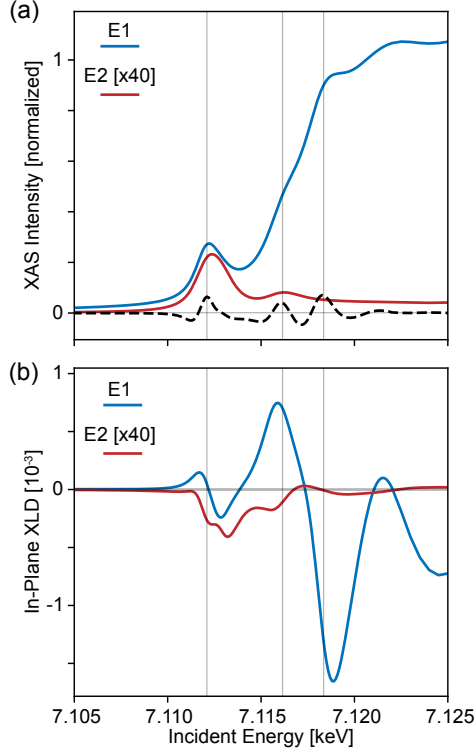 (a)
1
E1
E2 [x40]
XAS Intensity [normalized]
0
(b)
1
E1
E2 [x40]
In-Plane XLD [10⁻³]
0
-1
7.105 7.110 7.115 7.120 7.125
Incident Energy [keV]